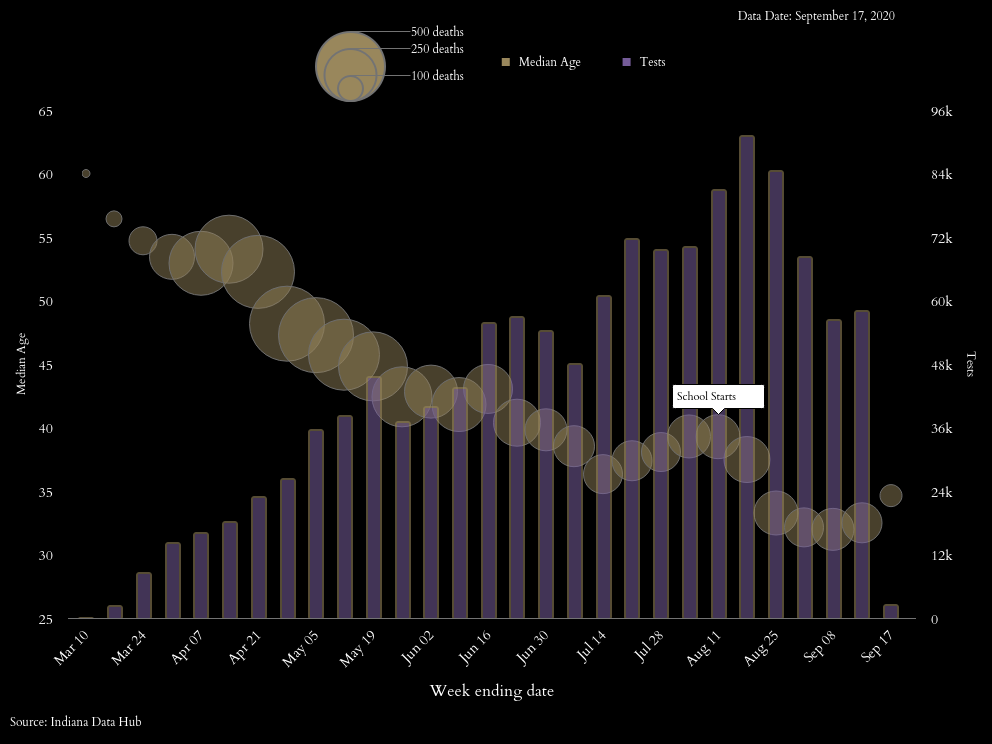 Data Date: September 17, 2020
500 deaths
250 deaths
100 deaths
Median Age
Tests
65
60
55
50
45
40
35
30
25
Median Age
96k
84k
72k
60k
48k
36k
24k
12k
0
Tests
School Starts
Mar 10
Mar 24
Apr 07
Apr 21
May 05
May 19
Jun 02
Jun 16
Jun 30
Jul 14
Jul 28
Aug 11
Aug 25
Sep 08
Sep 17
Week ending date
Source: Indiana Data Hub